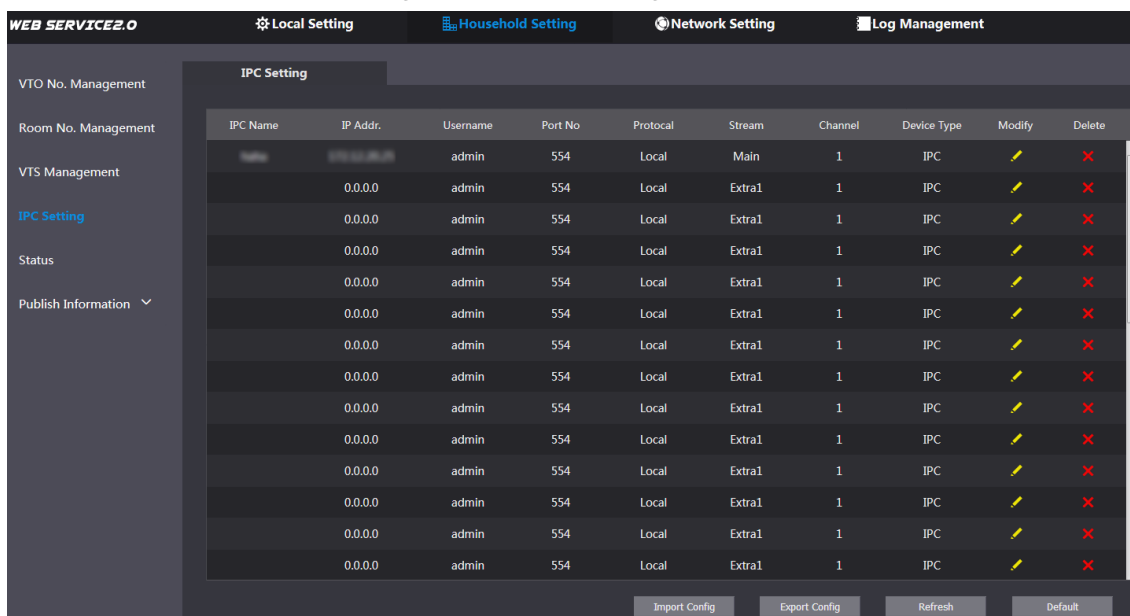 WEB SERVICE2.0 Local Setting Household Setting Network Setting Log Management
IPC Setting
VTO No. Management
Room No. Management
VTS Management
IPC Setting
Status
Publish Information
IPC Name IP Addr. Username Port No Protocal Stream Channel Device Type Modify Delete
admin 554 Local Main 1 IPC
0.0.0.0 admin 554 Local Extra1 1 IPC
0.0.0.0 admin 554 Local Extra1 1 IPC
0.0.0.0 admin 554 Local Extra1 1 IPC
0.0.0.0 admin 554 Local Extra1 1 IPC
0.0.0.0 admin 554 Local Extra1 1 IPC
0.0.0.0 admin 554 Local Extra1 1 IPC
0.0.0.0 admin 554 Local Extra1 1 IPC
0.0.0.0 admin 554 Local Extra1 1 IPC
0.0.0.0 admin 554 Local Extra1 1 IPC
0.0.0.0 admin 554 Local Extra1 1 IPC
0.0.0.0 admin 554 Local Extra1 1 IPC
0.0.0.0 admin 554 Local Extra1 1 IPC
0.0.0.0 admin 554 Local Extra1 1 IPC
Import Config Export Config Refresh Default